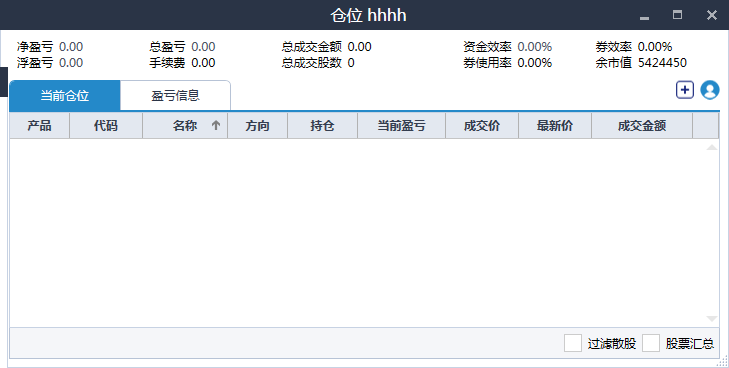 仓位 hhhh
净盈亏 0.00 总盈亏 0.00 总成交金额 0.00 资金效率 0.00% 券效率 0.00%
浮盈亏 0.00 手续费 0.00 总成交股数 0 券使用率 0.00% 余市值 5424450
当前仓位 盈亏信息
产品 代码 名称 方向 持仓 当前盈亏 成交价 最新价 成交金额
过滤散股 股票汇总